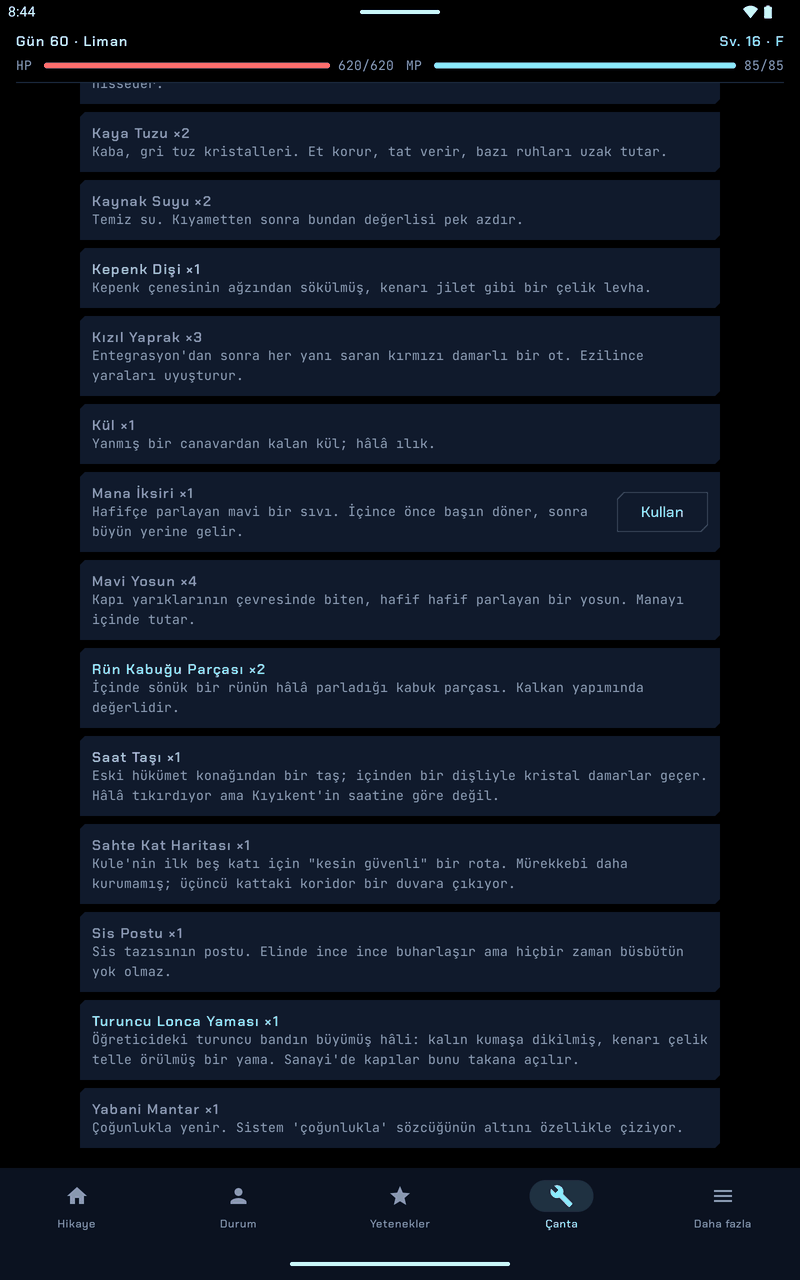 8:44
Gün 60 · Liman
Sv. 16 · F
HP 620/620 MP 85/85
hisseder.
Kaya Tuzu ×2
Kaba, gri tuz kristalleri. Et korur, tat verir, bazı ruhları uzak tutar.
Kaynak Suyu ×2
Temiz su. Kıyametten sonra bundan değerlisi pek azdır.
Kepenk Dişi ×1
Kepenk çenesinin ağzından sökülmüş, kenarı jilet gibi bir çelik levha.
Kızıl Yaprak ×3
Entegrasyon'dan sonra her yanı saran kırmızı damarlı bir ot. Ezilince
yaraları uyuşturur.
Kül ×1
Yanmış bir canavardan kalan kül; hâlâ ılık.
Mana İksiri ×1
Hafifçe parlayan mavi bir sıvı. İçince önce başın döner, sonra
büyün yerine gelir.
Kullan
Mavi Yosun ×4
Kapı yarıklarının çevresinde biten, hafif hafif parlayan bir yosun. Manayı
içinde tutar.
Rün Kabuğu Parçası ×2
İçinde sönük bir rünün hâlâ parladığı kabuk parçası. Kalkan yapımında
değerlidir.
Saat Taşı ×1
Eski hükümet konağından bir taş; içinden bir dişliyle kristal damarlar geçer.
Hâlâ tıkırdıyor ama Kıyıkent'in saatine göre değil.
Sahte Kat Haritası ×1
Kule'nin ilk beş katı için "kesin güvenli" bir rota. Mürekkebi daha
kurumamış; üçüncü kattaki koridor bir duvara çıkıyor.
Sis Postu ×1
Sis tazısının postu. Elinde ince ince buharlaşır ama hiçbir zaman büsbütün
yok olmaz.
Turuncu Lonca Yaması ×1
Öğreticideki turuncu bandın büyümüş hâli: kalın kumaşa dikilmiş, kenarı çelik
telle örülmüş bir yama. Sanayi'de kapılar bunu takana açılır.
Yabani Mantar ×1
Çoğunlukla yenir. Sistem 'çoğunlukla' sözcüğünün altını özellikle çiziyor.
Hikaye
Durum
Yetenekler
Çanta
Daha fazla